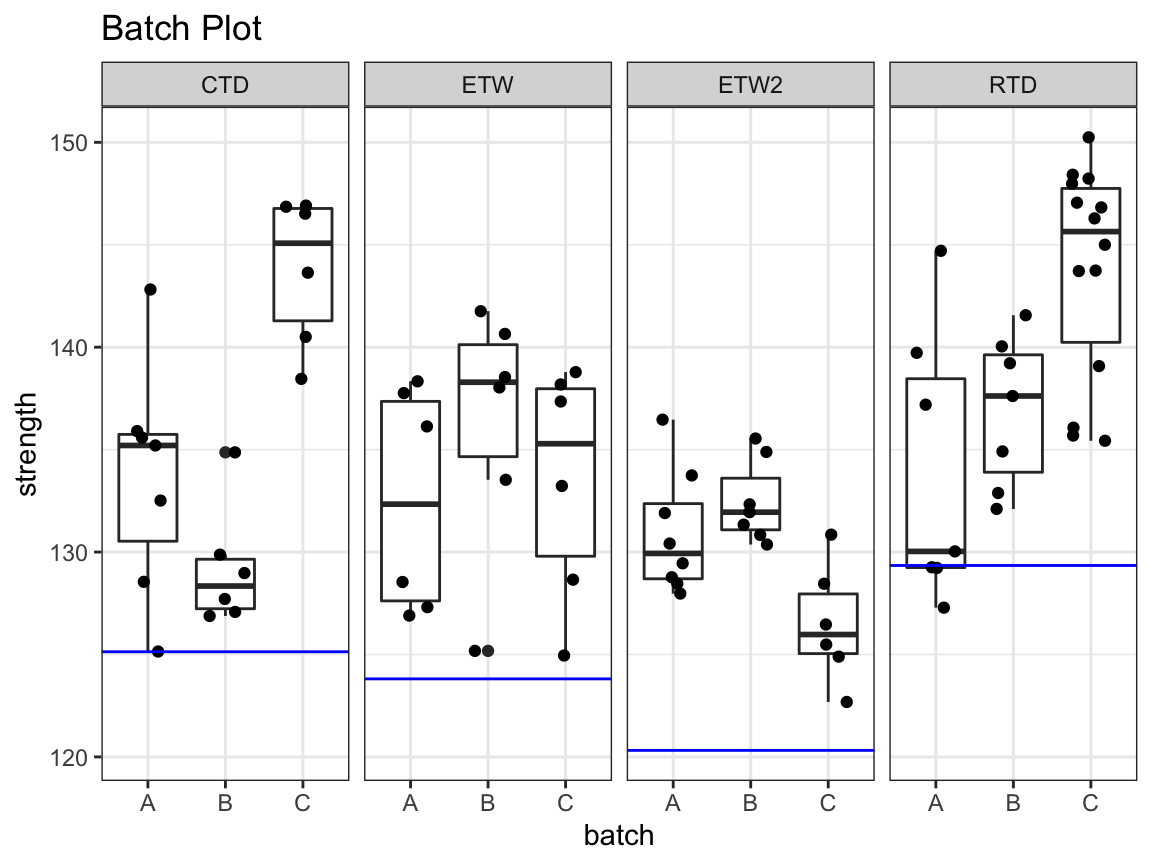 Batch Plot
CTD ETW ETW2 RTD
150
140
130
120
strength
A B C A B C A B C A B C
batch